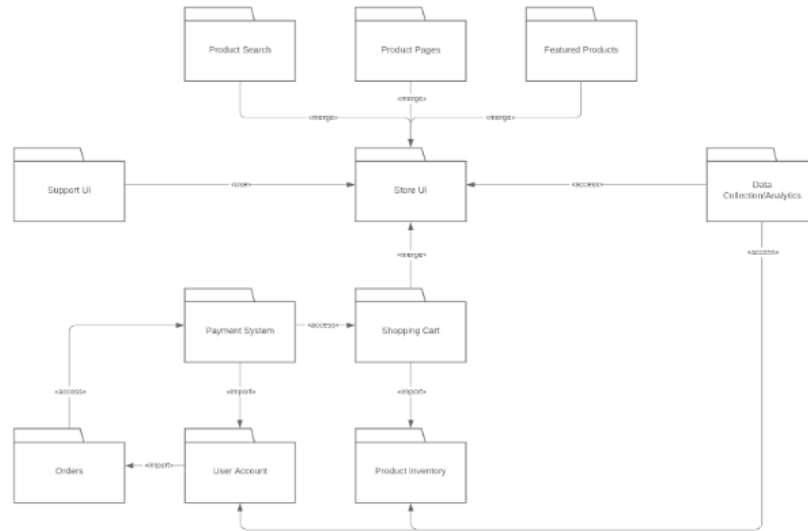 Product Search
Product Pages
Featured Products
«merge»
«merge»
«merge»
Support UI
«use»
Store UI
«access»
Data
Collection/Analytics
«merge»
«access»
Payment System
«access»
Shopping Cart
«access»
«import»
«import»
Orders
«import»
User Account
Product Inventory